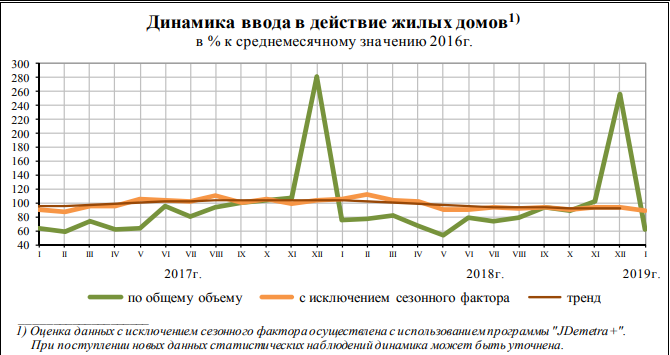 Динамика ввода в действие жилых домов1)
в % к среднемесячному значению 2016г.
300
280
260
240
220
200
180
160
140
120
100
80
60
40
I II III IV V VI VII VIII IX X XI XII I II III IV V VI VII VIII IX X XI XII I
2017г. 2018г. 2019г.
по общему объему с исключением сезонного фактора тренд
1) Оценка данных с исключением сезонного фактора осуществлена с использованием программы "JDemetra+".
При поступлении новых данных статистических наблюдений динамика может быть уточнена.